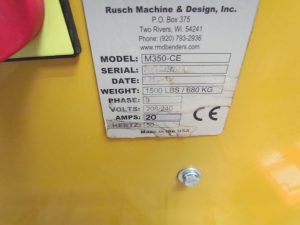 Rusch Machine & Design, Inc.
P.O. Box 375
Two Rivers, WI. 54241
Phone: (920) 793-2936
www.rmdbenders.com
MODEL: M350-CE
SERIAL:
DATE:
WEIGHT: 1500 LBS / 680 KG
PHASE: 3
VOLTS: 208/240
AMPS: 20
HERTZ: 50
CE
Made in the USA